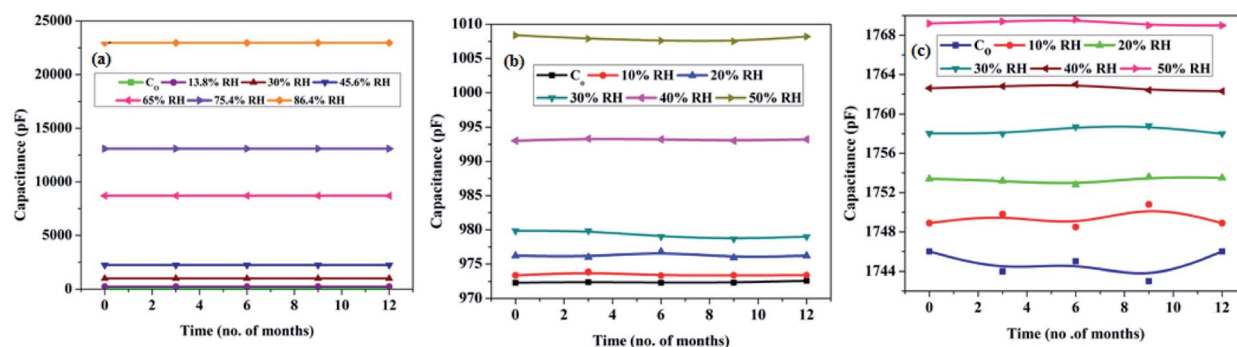 (a)
Capacitance (pF)
25000
20000
15000
10000
5000
0
C₀ 13.8% RH 30% RH 45.6% RH
65% RH 75.4% RH 86.4% RH
0 2 4 6 8 10 12
Time (no. of months)
(b)
Capacitance (pF)
1010
1005
1000
995
990
985
980
975
970
C₀ 10% RH 20% RH
30% RH 40% RH 50% RH
0 2 4 6 8 10 12
Time (no. of months)
(c)
Capacitance (pF)
1768
1764
1760
1756
1752
1748
1744
C₀ 10% RH 20% RH
30% RH 40% RH 50% RH
0 2 4 6 8 10 12
Time (no .of months)